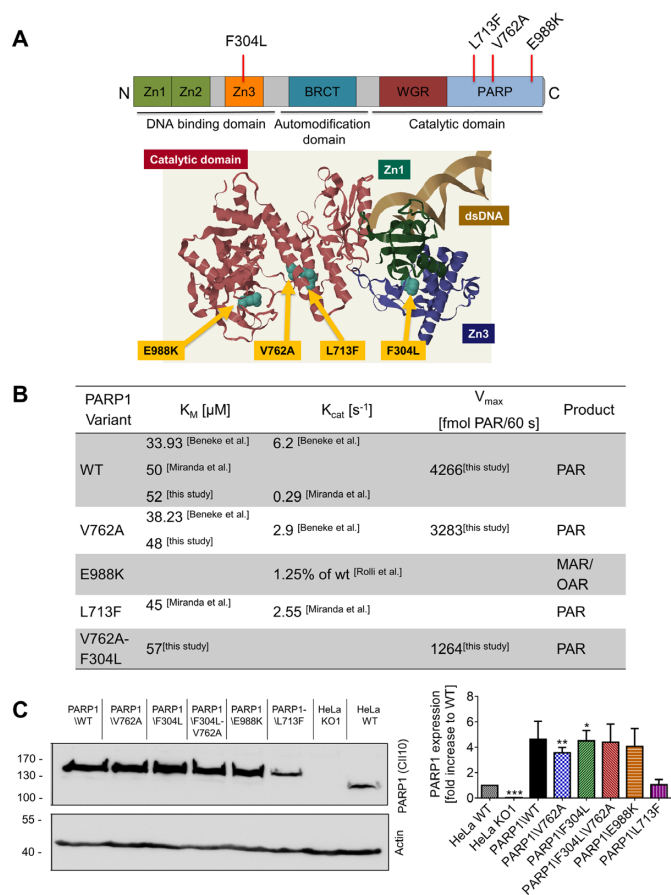 A
F304L
L713F
V762A
E988K
N
Zn1
Zn2
Zn3
BRCT
WGR
PARP
C
DNA binding domain
Automodification
domain
Catalytic domain
Catalytic domain
Zn1
dsDNA
Zn3
E988K
V762A
L713F
F304L
B
PARP1
Variant
KM [µM]
Kcat [s-1]
Vmax
[fmol PAR/60 s]
Product
WT
33.93 [Beneke et al.]
50 [Miranda et al.]
52 [this study]
6.2 [Beneke et al.]
0.29 [Miranda et al.]
4266[this study]
PAR
V762A
38.23 [Beneke et al.]
48 [this study]
2.9 [Beneke et al.]
3283[this study]
PAR
E988K
1.25% of wt [Rolli et al.]
MAR/
OAR
L713F
45 [Miranda et al.]
2.55 [Miranda et al.]
PAR
V762A-
F304L
57[this study]
1264[this study]
PAR
C
PARP1
\WT
PARP1
\V762A
PARP1
\F304L
PARP1
\F304L-
V762A
PARP1
\E988K
PARP1-
\L713F
HeLa
KO1
HeLa
WT
170 -
130 -
100 -
PARP1 (CII10)
55 -
40 -
Actin
PARP1 expression
[fold increase to WT]
8
6
4
2
0
***
**
*
HeLa WT
HeLa KO1
PARP1\WT
PARP1\V762A
PARP1\F304L
PARP1\F304L\V762A
PARP1\E988K
PARP1\L713F